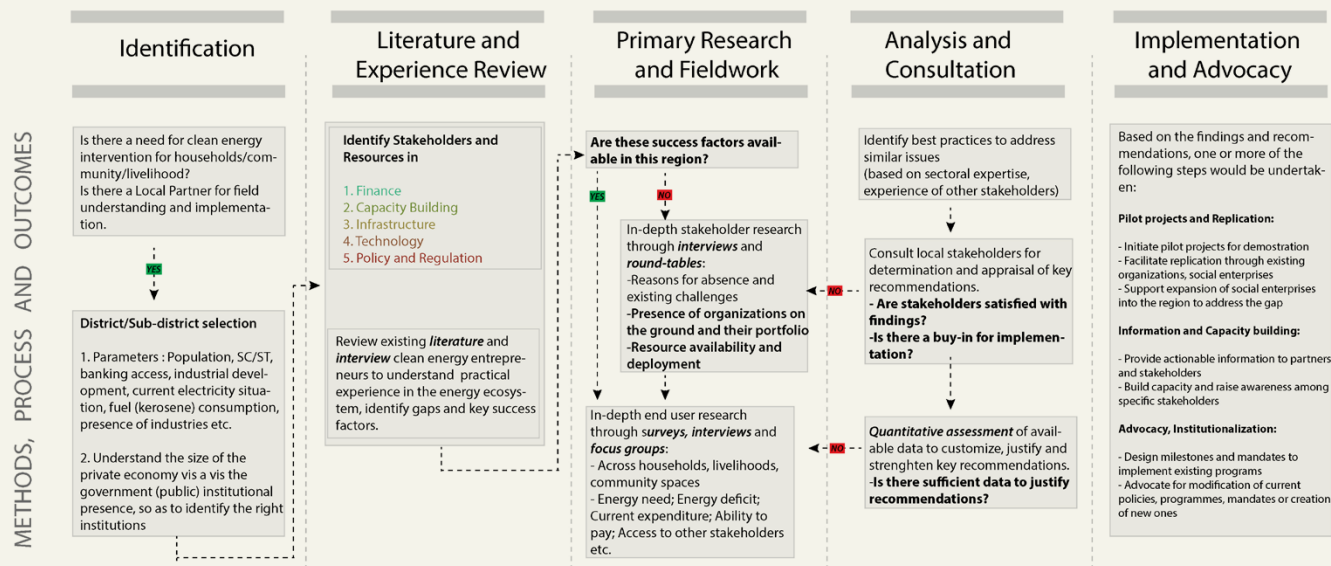 METHODS, PROCESS AND OUTCOMES
Identification
Is there a need for clean energy
intervention for households/com-
munity/livelihood?
Is there a Local Partner for field
understanding and implementa-
tion.
YES
District/Sub-district selection
1. Parameters : Population, SC/ST,
banking access, industrial devel-
opment, current electricity situa-
tion, fuel (kerosene) consumption,
presence of industries etc.
2. Understand the size of the
private economy vis a vis the
government (public) institutional
presence, so as to identify the right
institutions
Literature and
Experience Review
Identify Stakeholders and
Resources in
1. Finance
2. Capacity Building
3. Infrastructure
4. Technology
5. Policy and Regulation
Review existing literature and
interview clean energy entrepre-
neurs to understand practical
experience in the energy ecosys-
tem, identify gaps and key success
factors.
Primary Research
and Fieldwork
Are these success factors avail-
able in this region?
YES
NO
In-depth stakeholder research
through interviews and
round-tables:
-Reasons for absence and
existing challenges
-Presence of organizations on
the ground and their portfolio
-Resource availability and
deployment
In-depth end user research
through surveys, interviews and
focus groups:
- Across households, livelihoods,
community spaces
- Energy need; Energy deficit;
Current expenditure; Ability to
pay; Access to other stakeholders
etc.
Analysis and
Consultation
Identify best practices to address
similar issues
(based on sectoral expertise,
experience of other stakeholders)
Consult local stakeholders for
determination and appraisal of key
recommendations.
- Are stakeholders satisfied with
findings?
-Is there a buy-in for implemen-
tation?
NO
Quantitative assessment of avai-
able data to customize, justify and
strenghten key recommendations.
-Is there sufficient data to justify
recommendations?
NO
Implementation
and Advocacy
Based on the findings and recom-
mendations, one or more of the
following steps would be undertak-
en:
Pilot projects and Replication:
- Initiate pilot projects for demostration
- Facilitate replication through existing
organizations, social enterprises
- Support expansion of social enterprises
into the region to address the gap
Information and Capacity building:
- Provide actionable information to partners
and stakeholders
- Build capacity and raise awareness among
specific stakeholders
Advocacy, Institutionalization:
- Design milestones and mandates to
implement existing programs
- Advocate for modification of current
policies, programmes, mandates or creation
of new ones